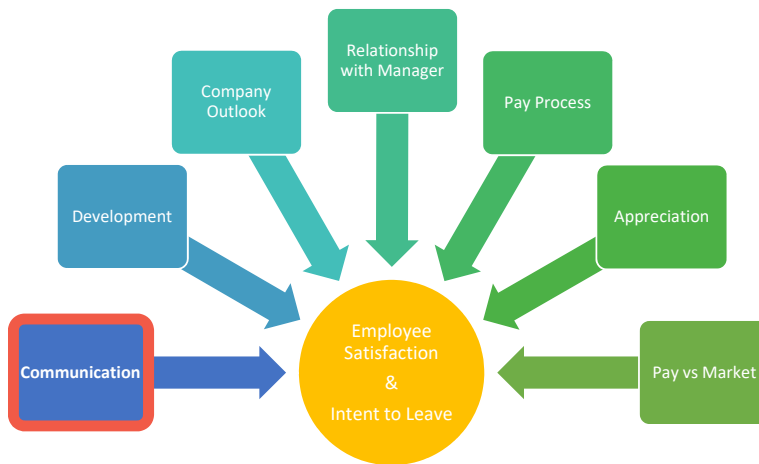 Relationship
with Manager
Company
Outlook
Pay Process
Development
Appreciation
Communication
Employee
Satisfaction
&
Intent to Leave
Pay vs Market